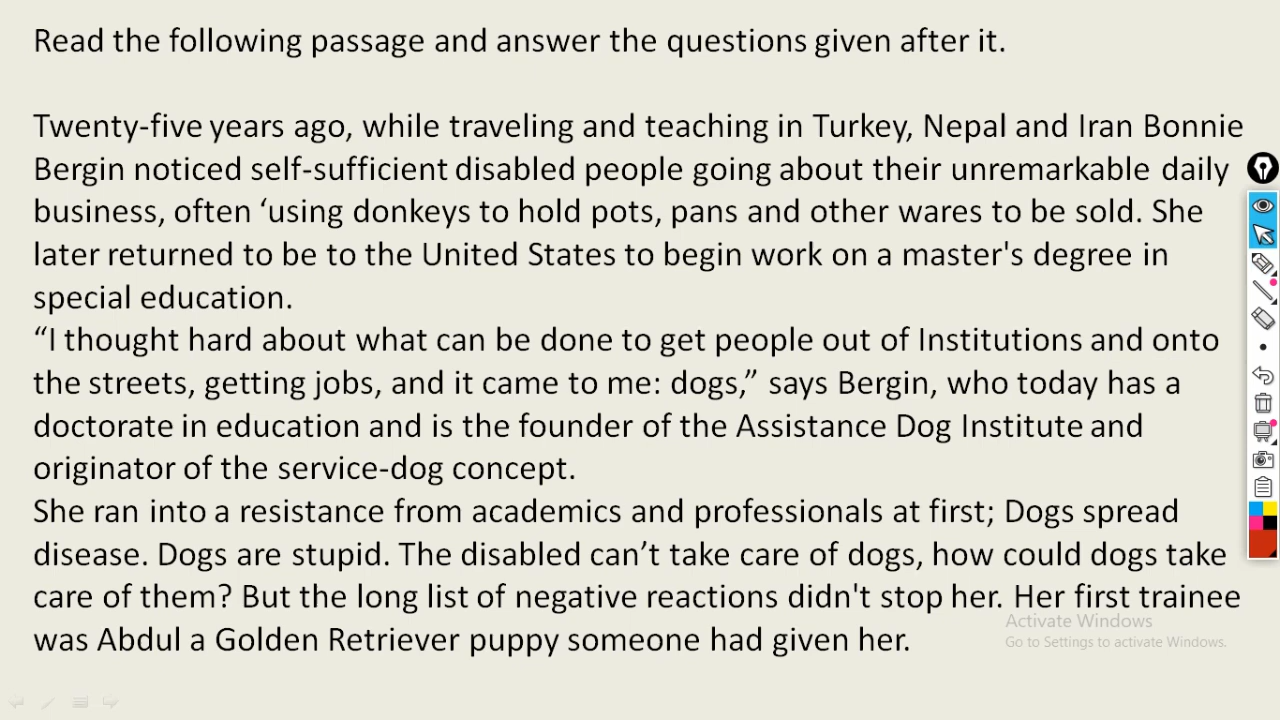 Read the following passage and answer the questions given after it.
Twenty-five years ago, while traveling and teaching in Turkey, Nepal and Iran Bonnie
Bergin noticed self-sufficient disabled people going about their unremarkable daily
business, often ‘using donkeys to hold pots, pans and other wares to be sold. She
later returned to be to the United States to begin work on a master's degree in
special education.
“I thought hard about what can be done to get people out of Institutions and onto
the streets, getting jobs, and it came to me: dogs,” says Bergin, who today has a
doctorate in education and is the founder of the Assistance Dog Institute and
originator of the service-dog concept.
She ran into a resistance from academics and professionals at first; Dogs spread
disease. Dogs are stupid. The disabled can’t take care of dogs, how could dogs take
care of them? But the long list of negative reactions didn't stop her. Her first trainee
was Abdul a Golden Retriever puppy someone had given her.
Activate Windows
Go to Settings to activate Windows.